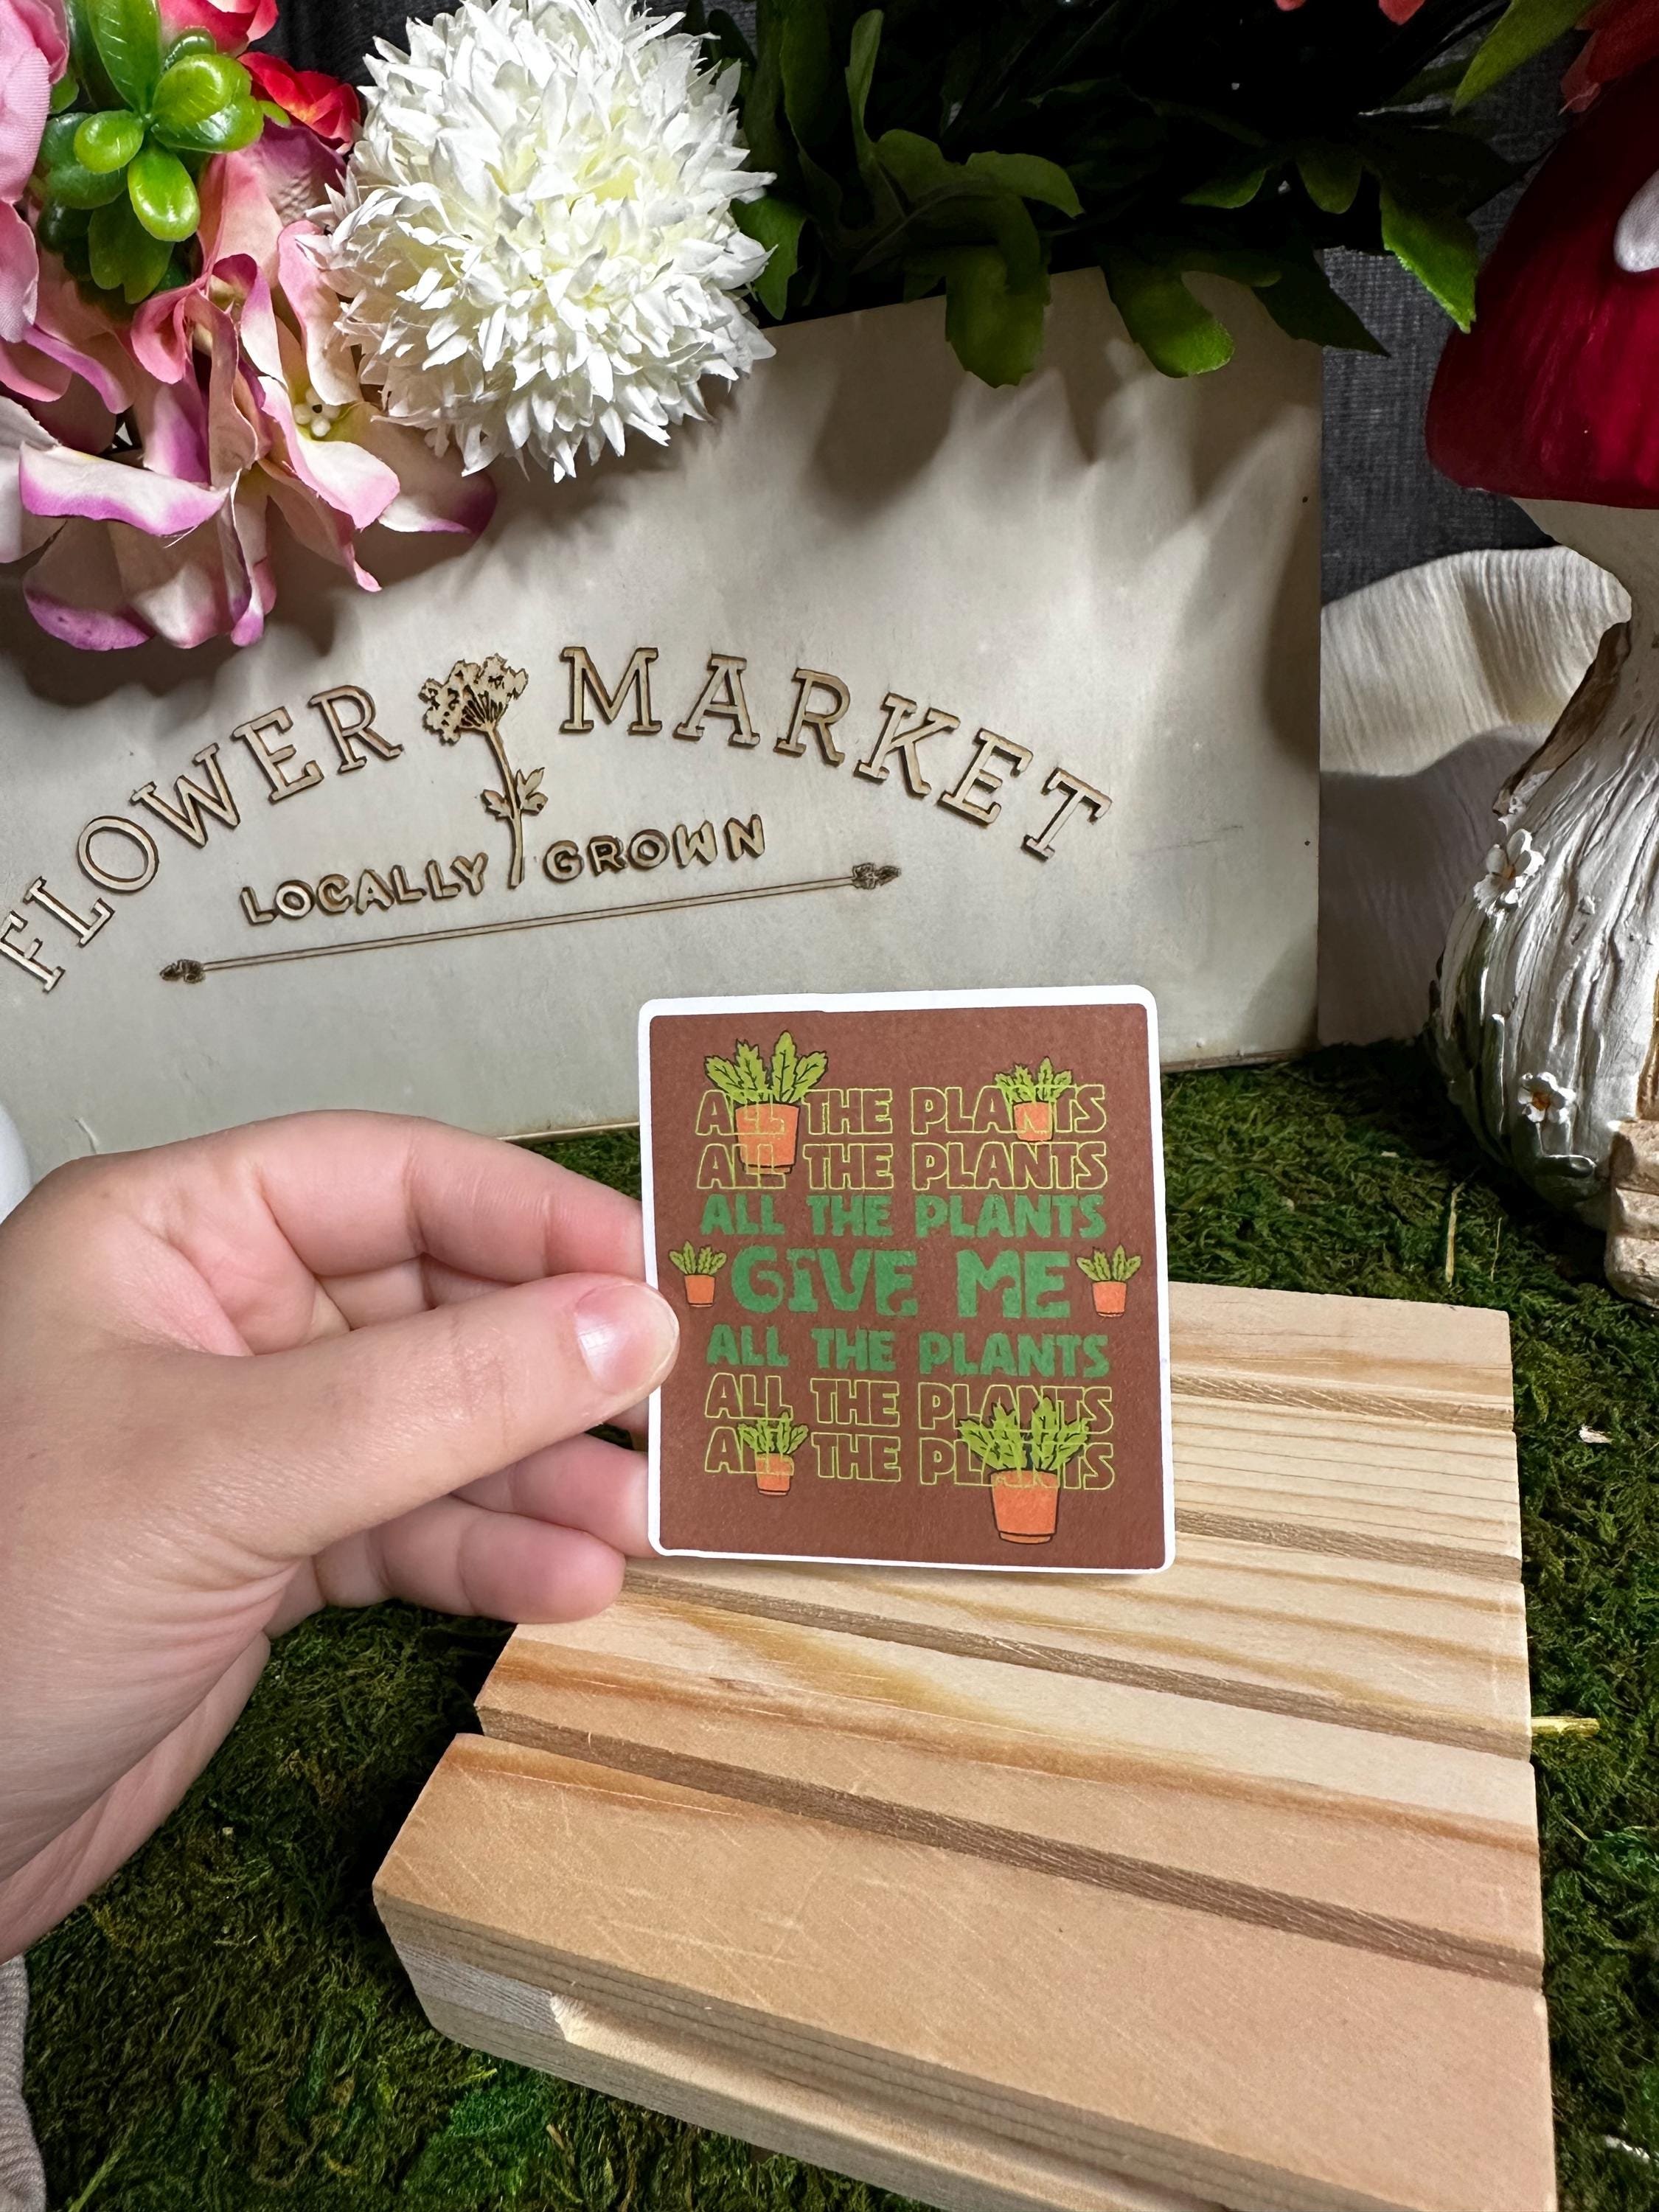 FLOWER MARKET
LOCALLY GROWN
ALL THE PLANTS
ALL THE PLANTS
ALL THE PLANTS
GIVE ME
ALL THE PLANTS
ALL THE PLANTS
ALL THE PLANTS